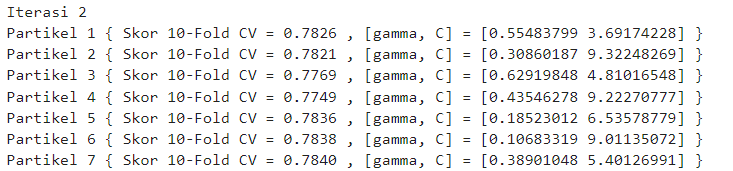 Iterasi 2
Partikel 1 { Skor 10-Fold CV = 0.7826 , [gamma, C] = [0.55483799 3.69174228] }
Partikel 2 { Skor 10-Fold CV = 0.7821 , [gamma, C] = [0.30860187 9.32248269] }
Partikel 3 { Skor 10-Fold CV = 0.7769 , [gamma, C] = [0.62919848 4.81016548] }
Partikel 4 { Skor 10-Fold CV = 0.7749 , [gamma, C] = [0.43546278 9.22270777] }
Partikel 5 { Skor 10-Fold CV = 0.7836 , [gamma, C] = [0.18523012 6.53578779] }
Partikel 6 { Skor 10-Fold CV = 0.7838 , [gamma, C] = [0.10683319 9.01135072] }
Partikel 7 { Skor 10-Fold CV = 0.7840 , [gamma, C] = [0.38901048 5.40126991] }